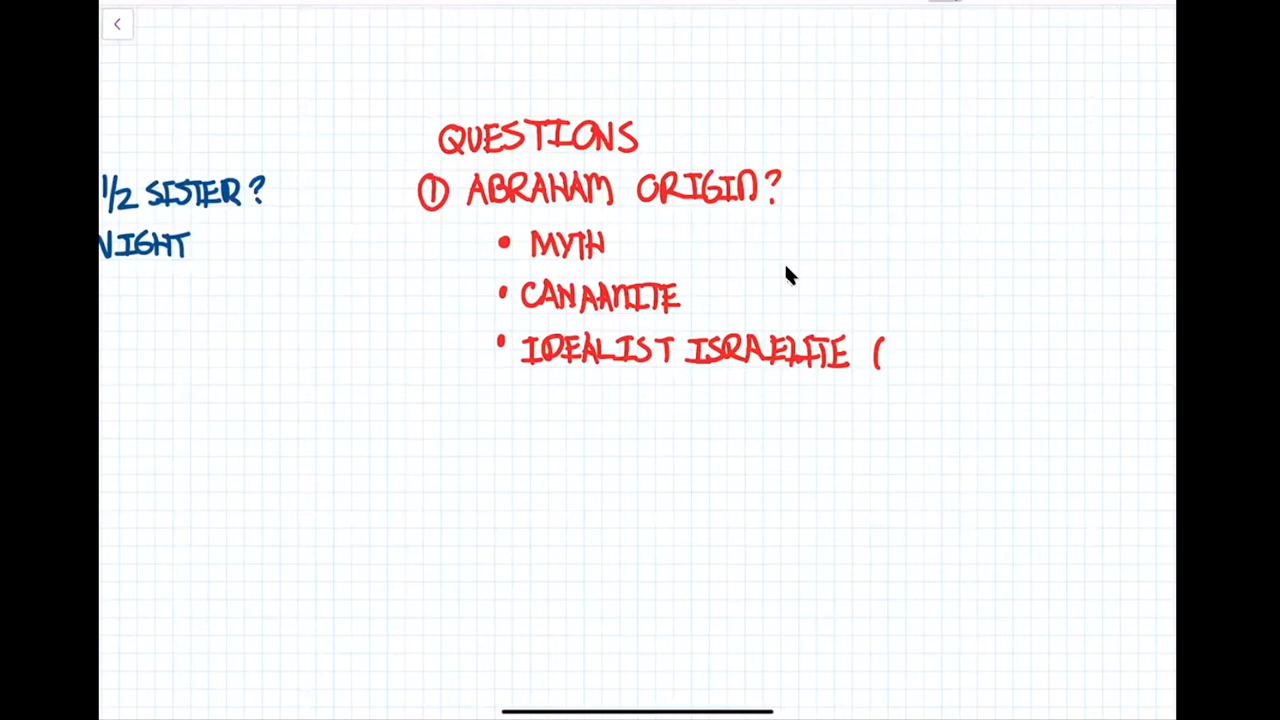 QUESTIONS
1/2 SISTER?
① ABRAHAM ORIGIN?
NIGHT
• MYTH
• CANAANITE
• IDEALIST ISRAELITE (